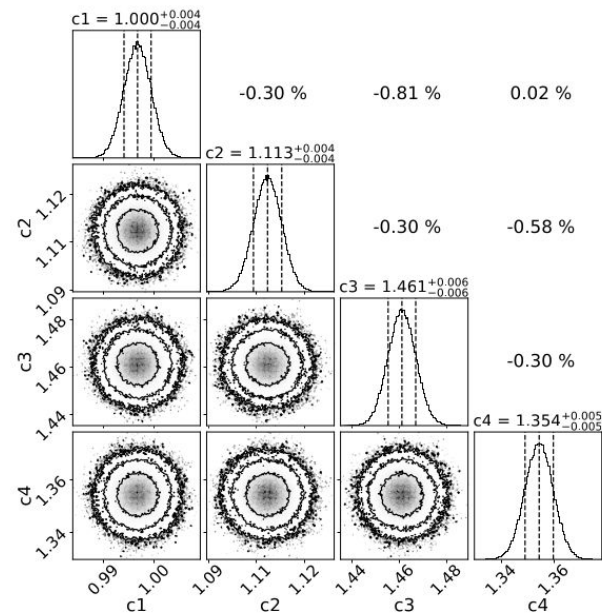 c1 = 1.000+0.004 −0.004
-0.30 %
-0.81 %
0.02 %
c2 = 1.113+0.004 −0.004
c2
1.12
1.11
1.09
-0.30 %
-0.58 %
c3 = 1.461+0.006 −0.006
c3
1.48
1.46
1.44
-0.30 %
c4 = 1.354+0.005 −0.005
c4
1.36
1.34
0.99
1.00
1.09
1.11
1.12
1.44
1.46
1.48
1.34
1.36
c1
c2
c3
c4